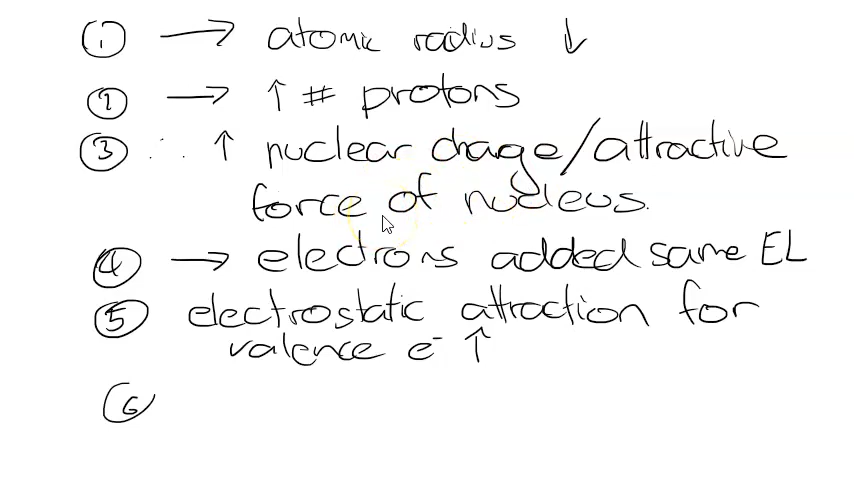 ① → atomic radius ↓
② → ↑ # protons
③ ∴ ↑ nuclear charge/attractive
force of nucleus.
④ → electrons added same EL
⑤ electrostatic attraction for
valence e⁻ ↑
⑥